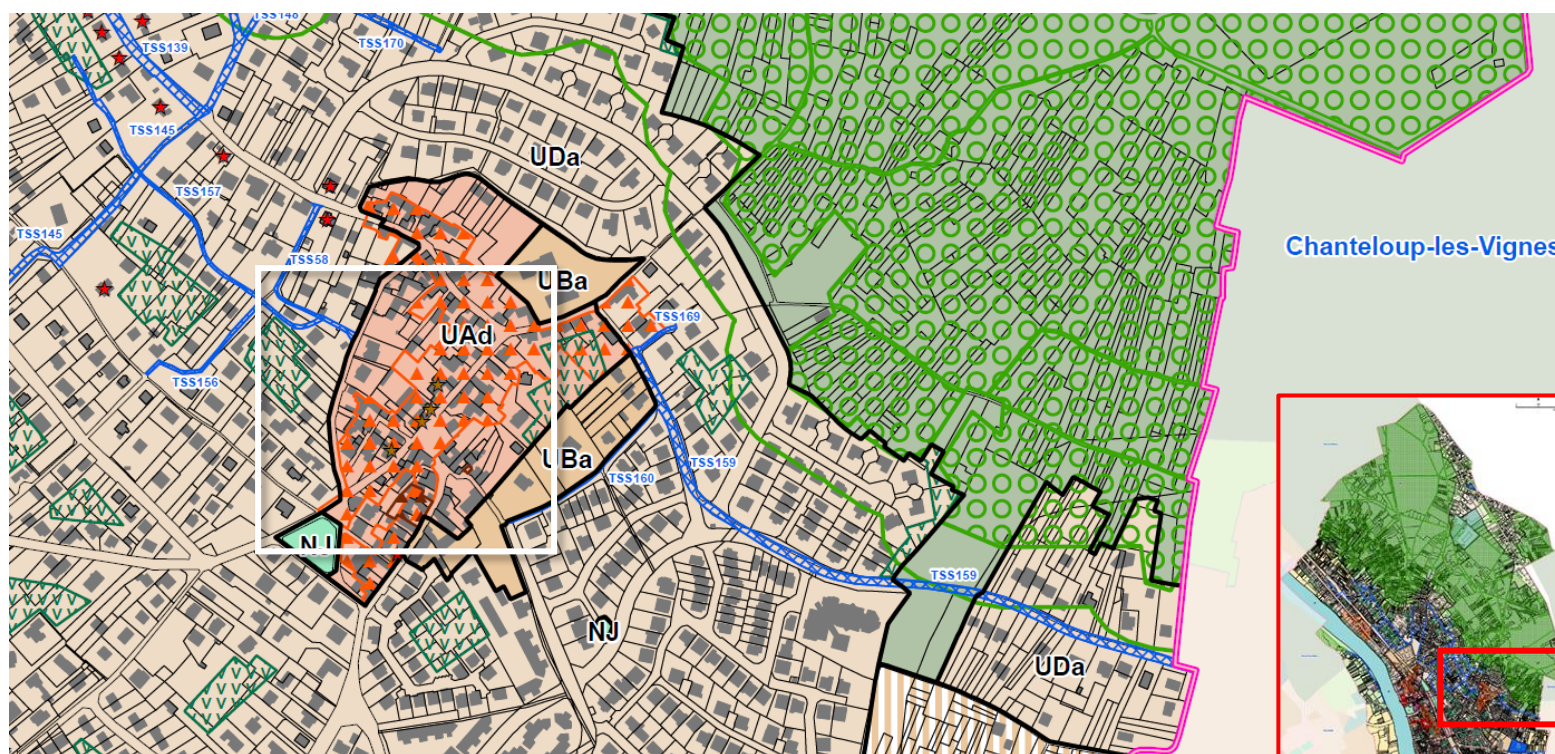 TSS148
TSS139
TSS170
TSS145
UDa
TSS157
TSS145
Chanteloup-les-Vignes
TSS58
UBa
UAd
TSS169
TSS156
UBa
TSS159
TSS160
NJ
TSS159
NJ
UDa